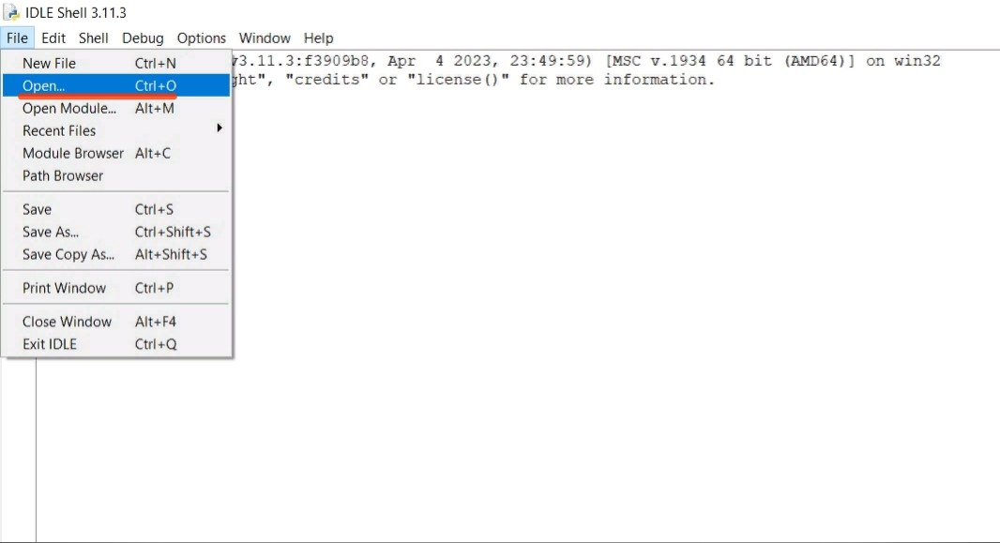 IDLE Shell 3.11.3
File Edit Shell Debug Options Window Help
v3.11.3:f3909b8, Apr  4 2023, 23:49:59) [MSC v.1934 64 bit (AMD64)] on win32
ght", "credits" or "license()" for more information.
New File Ctrl+N
Open... Ctrl+O
Open Module... Alt+M
Recent Files
Module Browser Alt+C
Path Browser
Save Ctrl+S
Save As... Ctrl+Shift+S
Save Copy As... Alt+Shift+S
Print Window Ctrl+P
Close Window Alt+F4
Exit IDLE Ctrl+Q